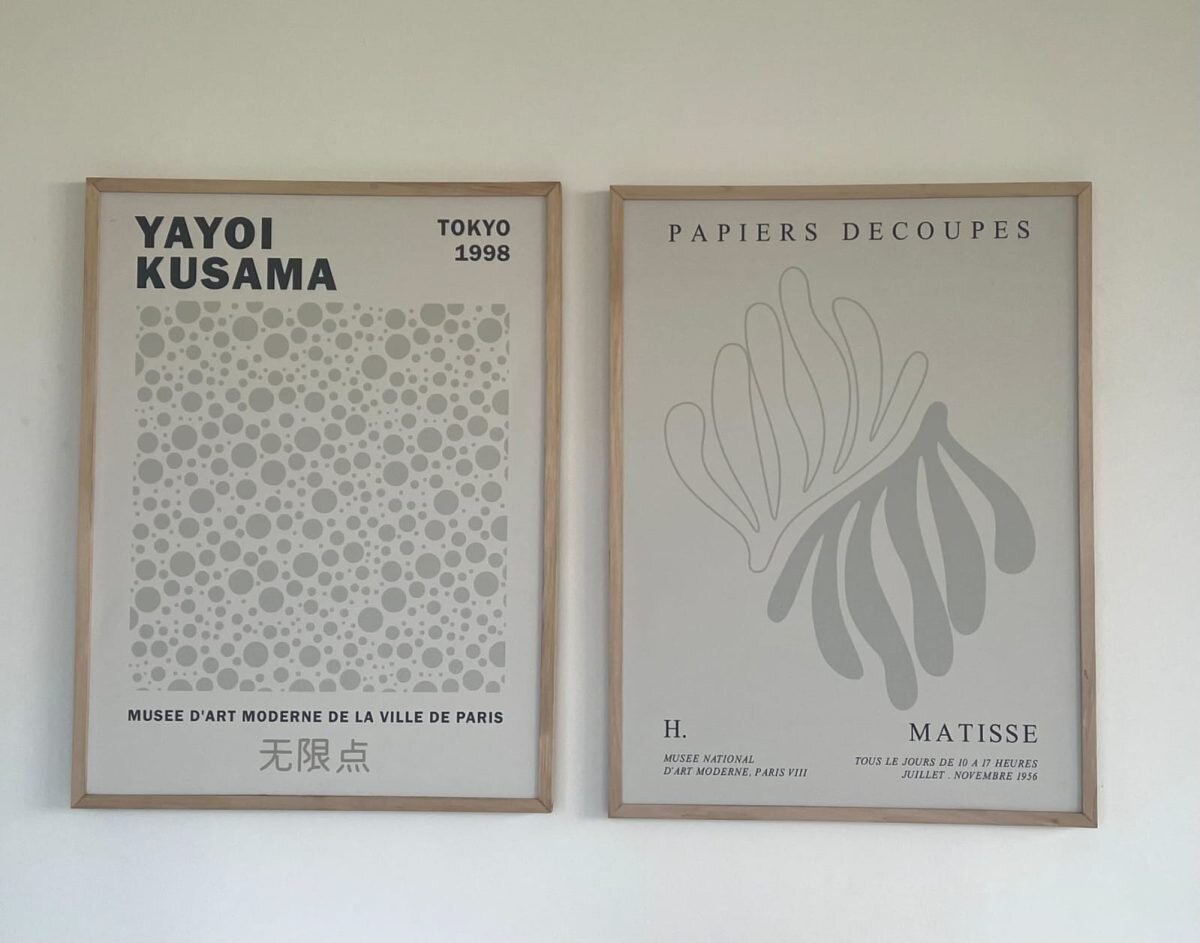 YAYOI
KUSAMA
TOKYO
1998
MUSEE D'ART MODERNE DE LA VILLE DE PARIS
无限点
PAPIERS DECOUPES
H.
MATISSE
MUSEE NATIONAL
D'ART MODERNE, PARIS VIII
TOUS LE JOURS DE 10 A 17 HEURES
JUILLET . NOVEMBRE 1956